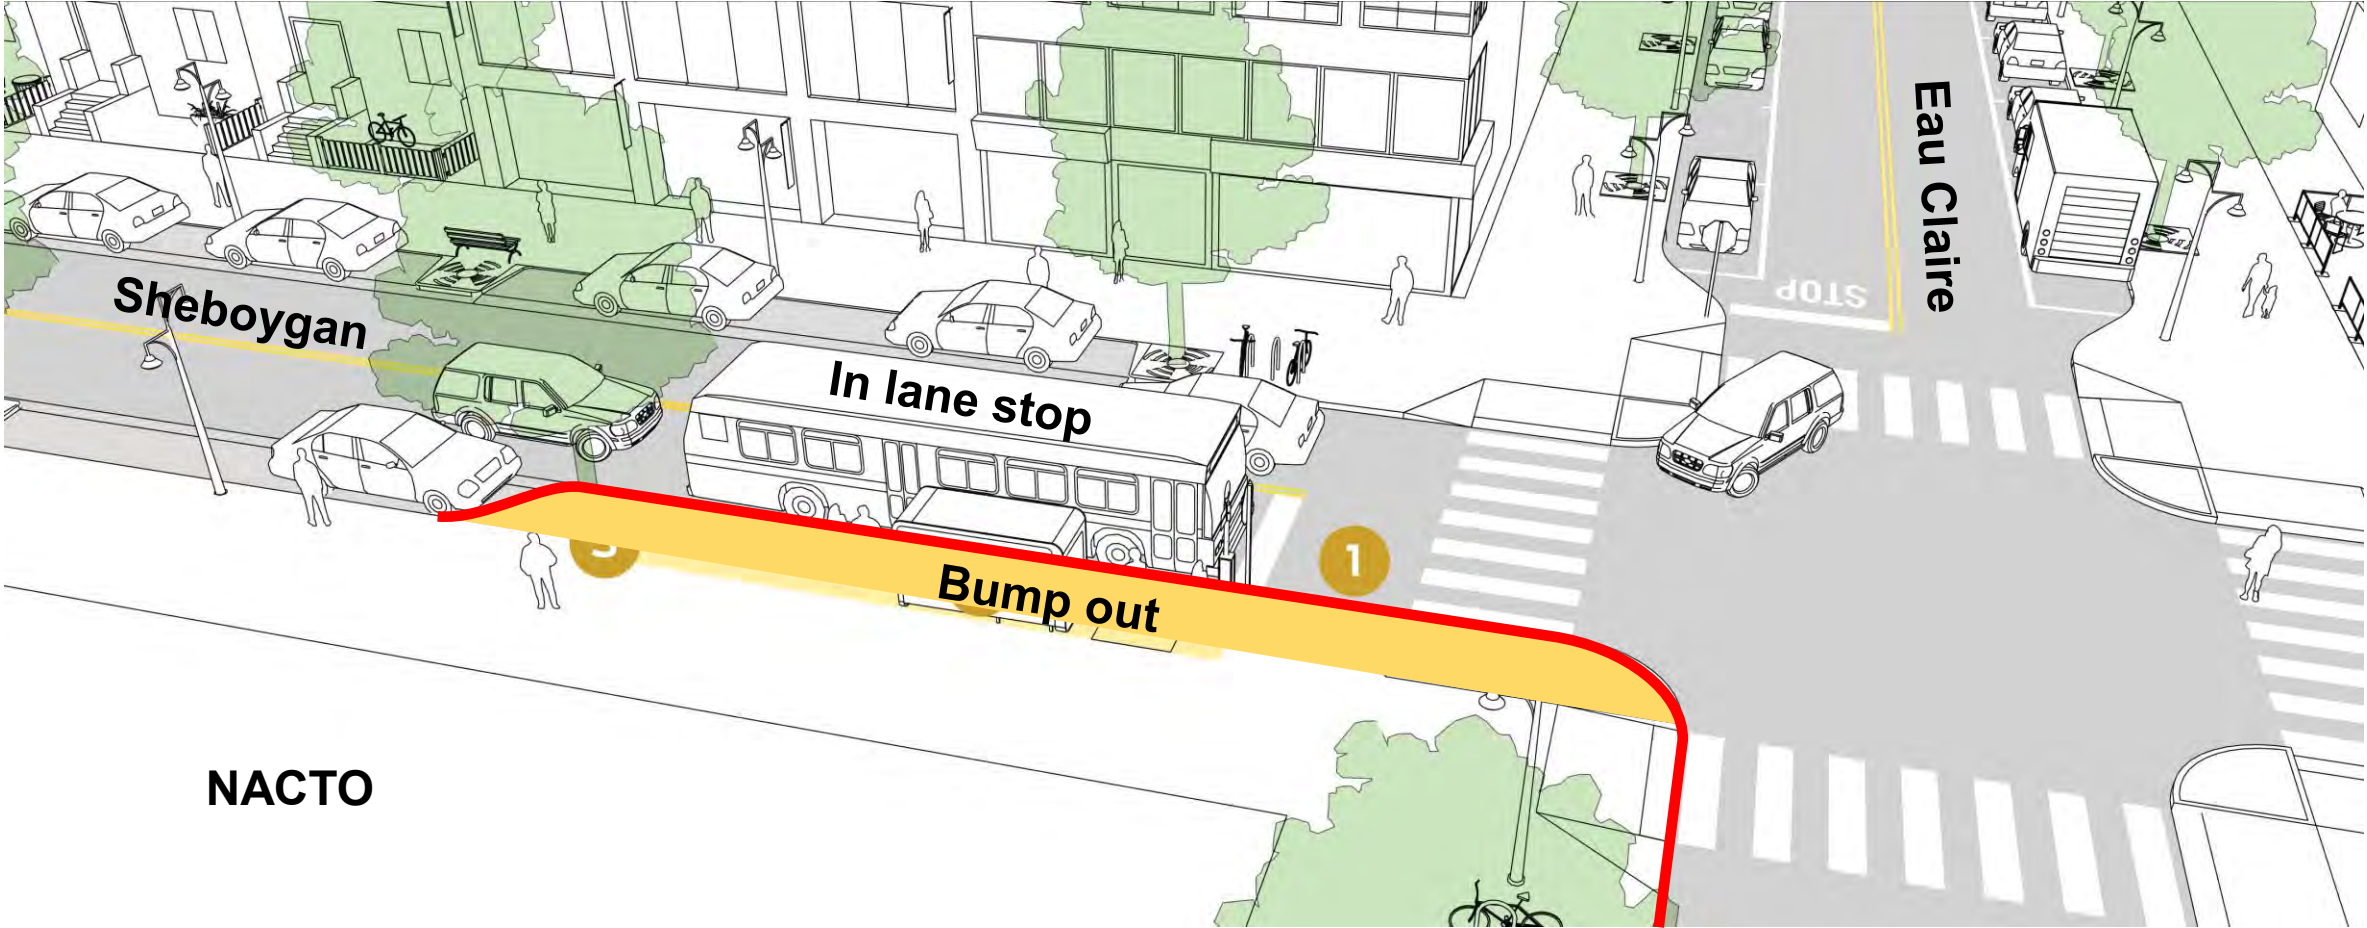 Eau Claire
STOP
Sheboygan
In lane stop
1
Bump out
NACTO